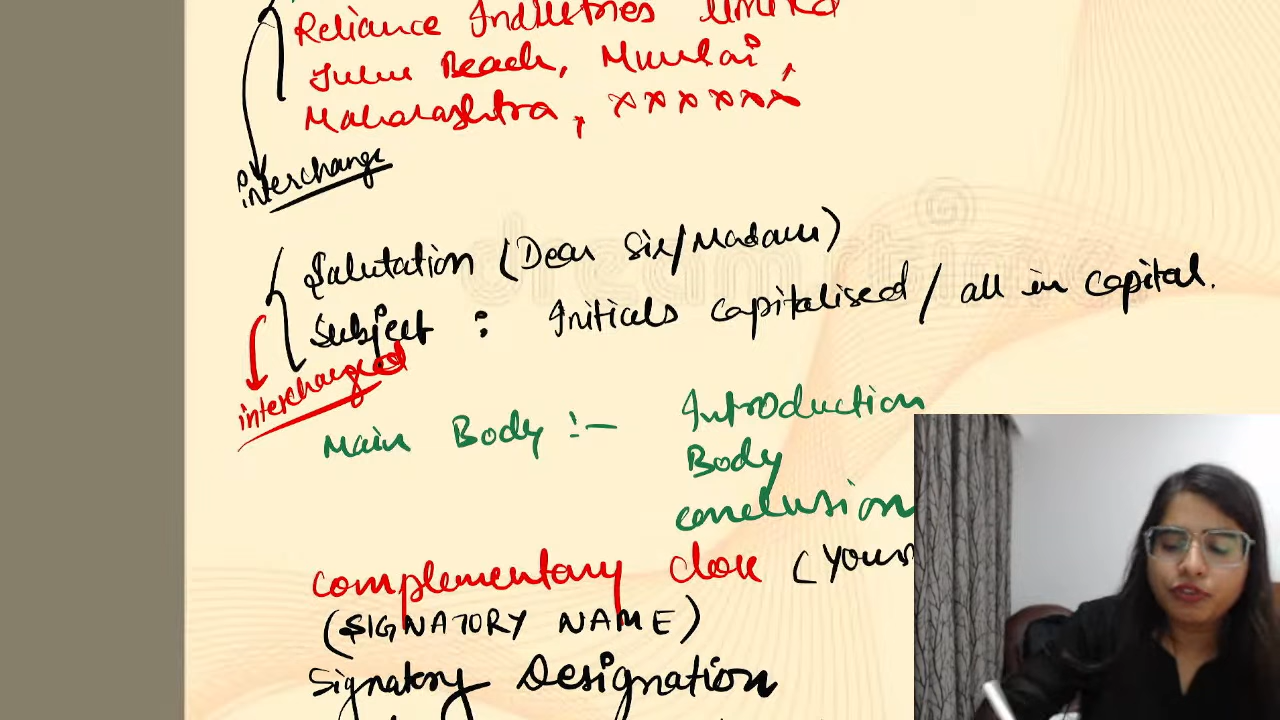 Reliance Industries limited
Juhu Beach, Mumbai,
Maharashtra, xxxxxx
interchange
Salutation (Dear Sir/Madam)
Subject : Initials capitalised / all in capital.
interchanged
Main Body :- Introduction
Body
conclusion
complementary close (Yours
(SIGNATORY NAME)
Signatory Designation